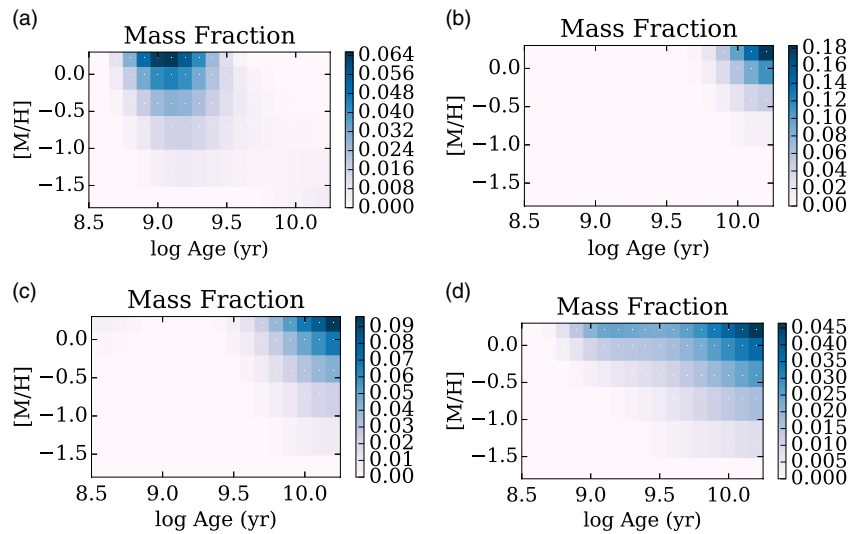 (a)
Mass Fraction
[M/H]
0.0
−0.5
−1.0
−1.5
8.5 9.0 9.5 10.0
log Age (yr)
0.064
0.056
0.048
0.040
0.032
0.024
0.016
0.008
0.000
(b)
Mass Fraction
[M/H]
0.0
−0.5
−1.0
−1.5
8.5 9.0 9.5 10.0
log Age (yr)
0.18
0.16
0.14
0.12
0.10
0.08
0.06
0.04
0.02
0.00
(c)
Mass Fraction
[M/H]
0.0
−0.5
−1.0
−1.5
8.5 9.0 9.5 10.0
log Age (yr)
0.09
0.08
0.07
0.06
0.05
0.04
0.03
0.02
0.01
0.00
(d)
Mass Fraction
[M/H]
0.0
−0.5
−1.0
−1.5
8.5 9.0 9.5 10.0
log Age (yr)
0.045
0.040
0.035
0.030
0.025
0.020
0.015
0.010
0.005
0.000